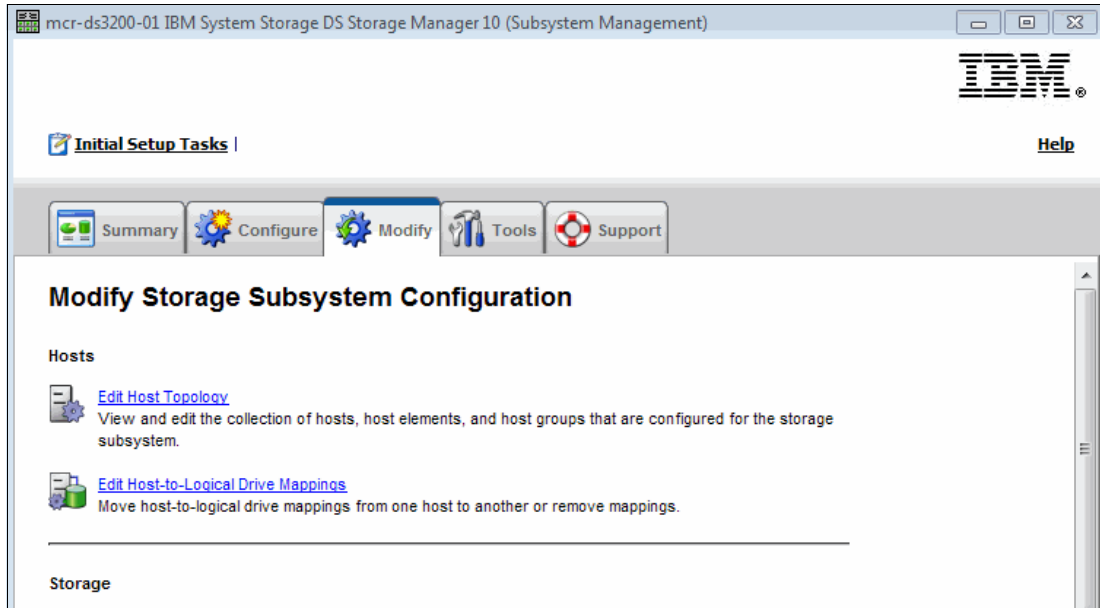 mcr-ds3200-01 IBM System Storage DS Storage Manager 10 (Subsystem Management)
IBM®
Initial Setup Tasks |
Help
Summary Configure Modify Tools Support
Modify Storage Subsystem Configuration
Hosts
Edit Host Topology
View and edit the collection of hosts, host elements, and host groups that are configured for the storage
subsystem.
Edit Host-to-Logical Drive Mappings
Move host-to-logical drive mappings from one host to another or remove mappings.
Storage